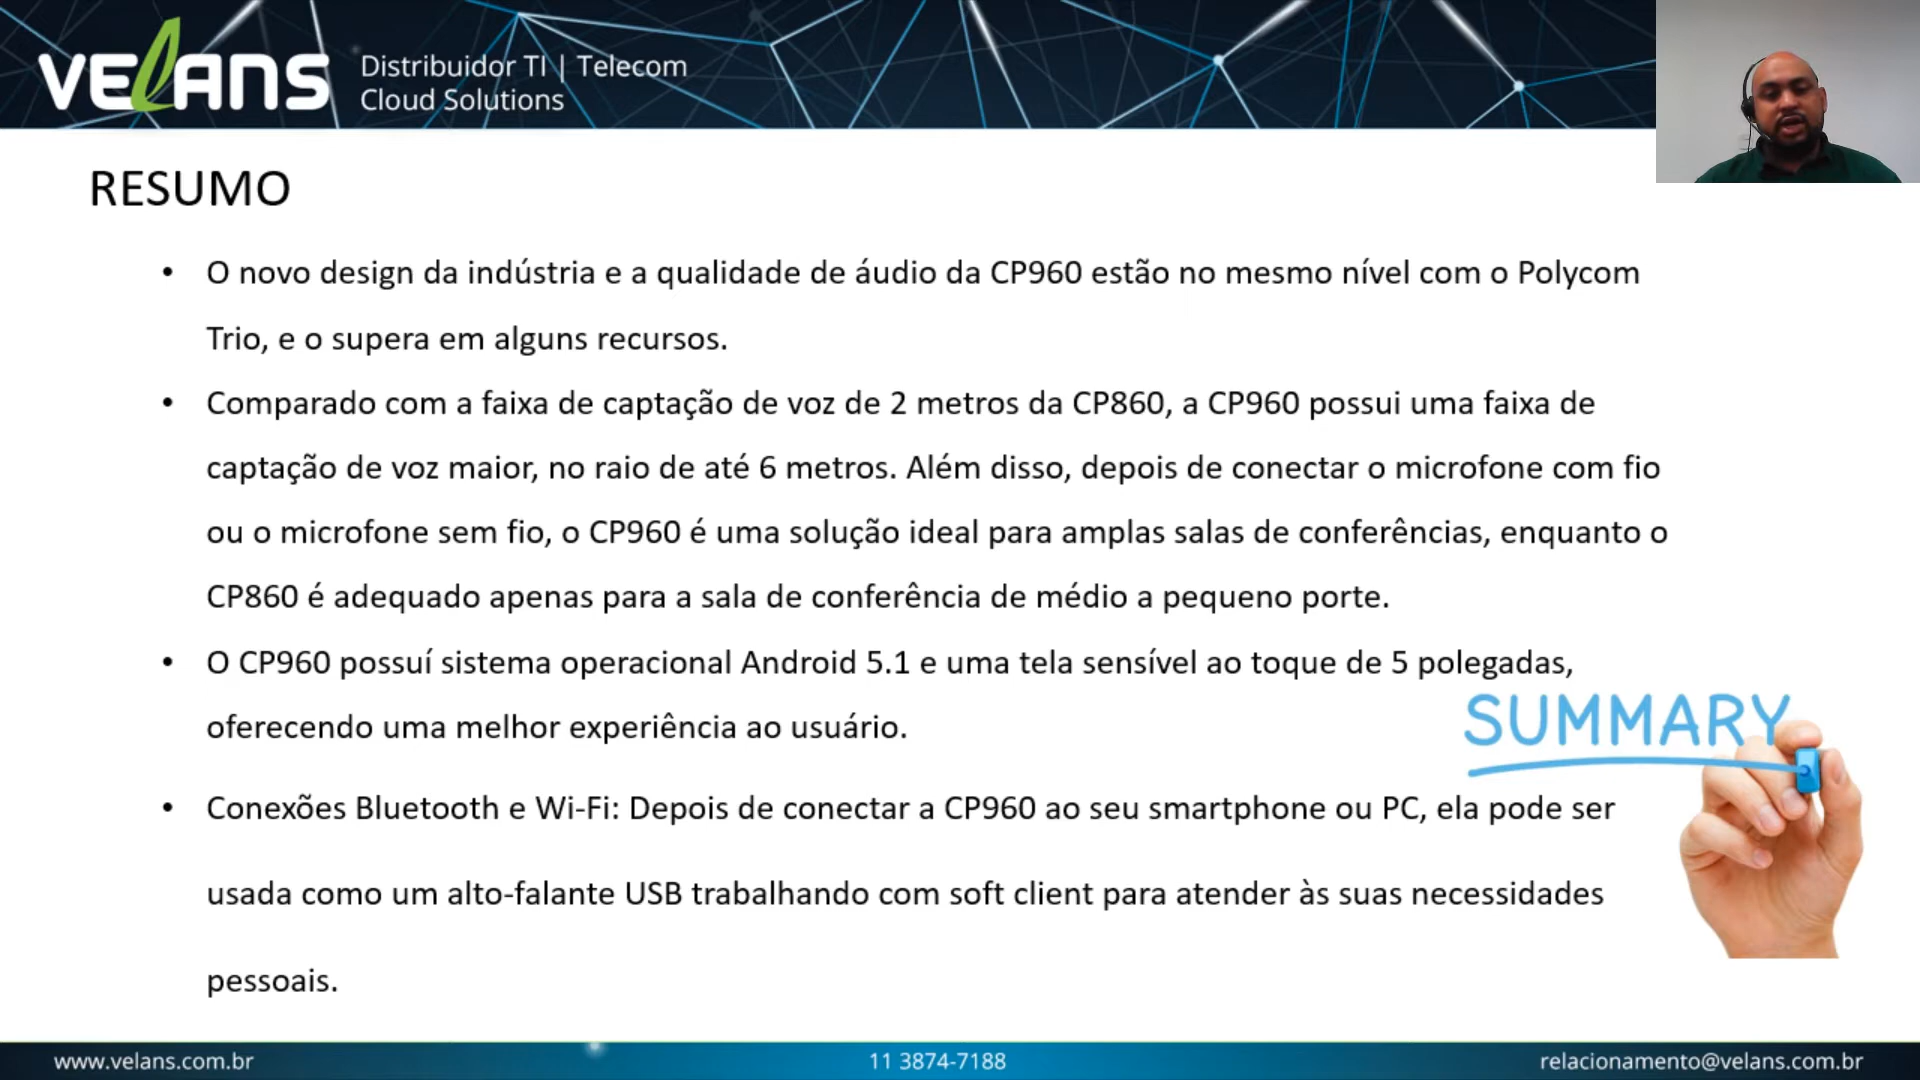 VELANS
Distribuidor TI | Telecom
Cloud Solutions
RESUMO
• O novo design da indústria e a qualidade de áudio da CP960 estão no mesmo nível com o Polycom
Trio, e o supera em alguns recursos.
• Comparado com a faixa de captação de voz de 2 metros da CP860, a CP960 possui uma faixa de
captação de voz maior, no raio de até 6 metros. Além disso, depois de conectar o microfone com fio
ou o microfone sem fio, o CP960 é uma solução ideal para amplas salas de conferências, enquanto o
CP860 é adequado apenas para a sala de conferência de médio a pequeno porte.
• O CP960 possuí sistema operacional Android 5.1 e uma tela sensível ao toque de 5 polegadas,
oferecendo uma melhor experiência ao usuário.
SUMMARY
• Conexões Bluetooth e Wi-Fi: Depois de conectar a CP960 ao seu smartphone ou PC, ela pode ser
usada como um alto-falante USB trabalhando com soft client para atender às suas necessidades
pessoais.
www.velans.com.br
11 3874-7188
relacionamento@velans.com.br